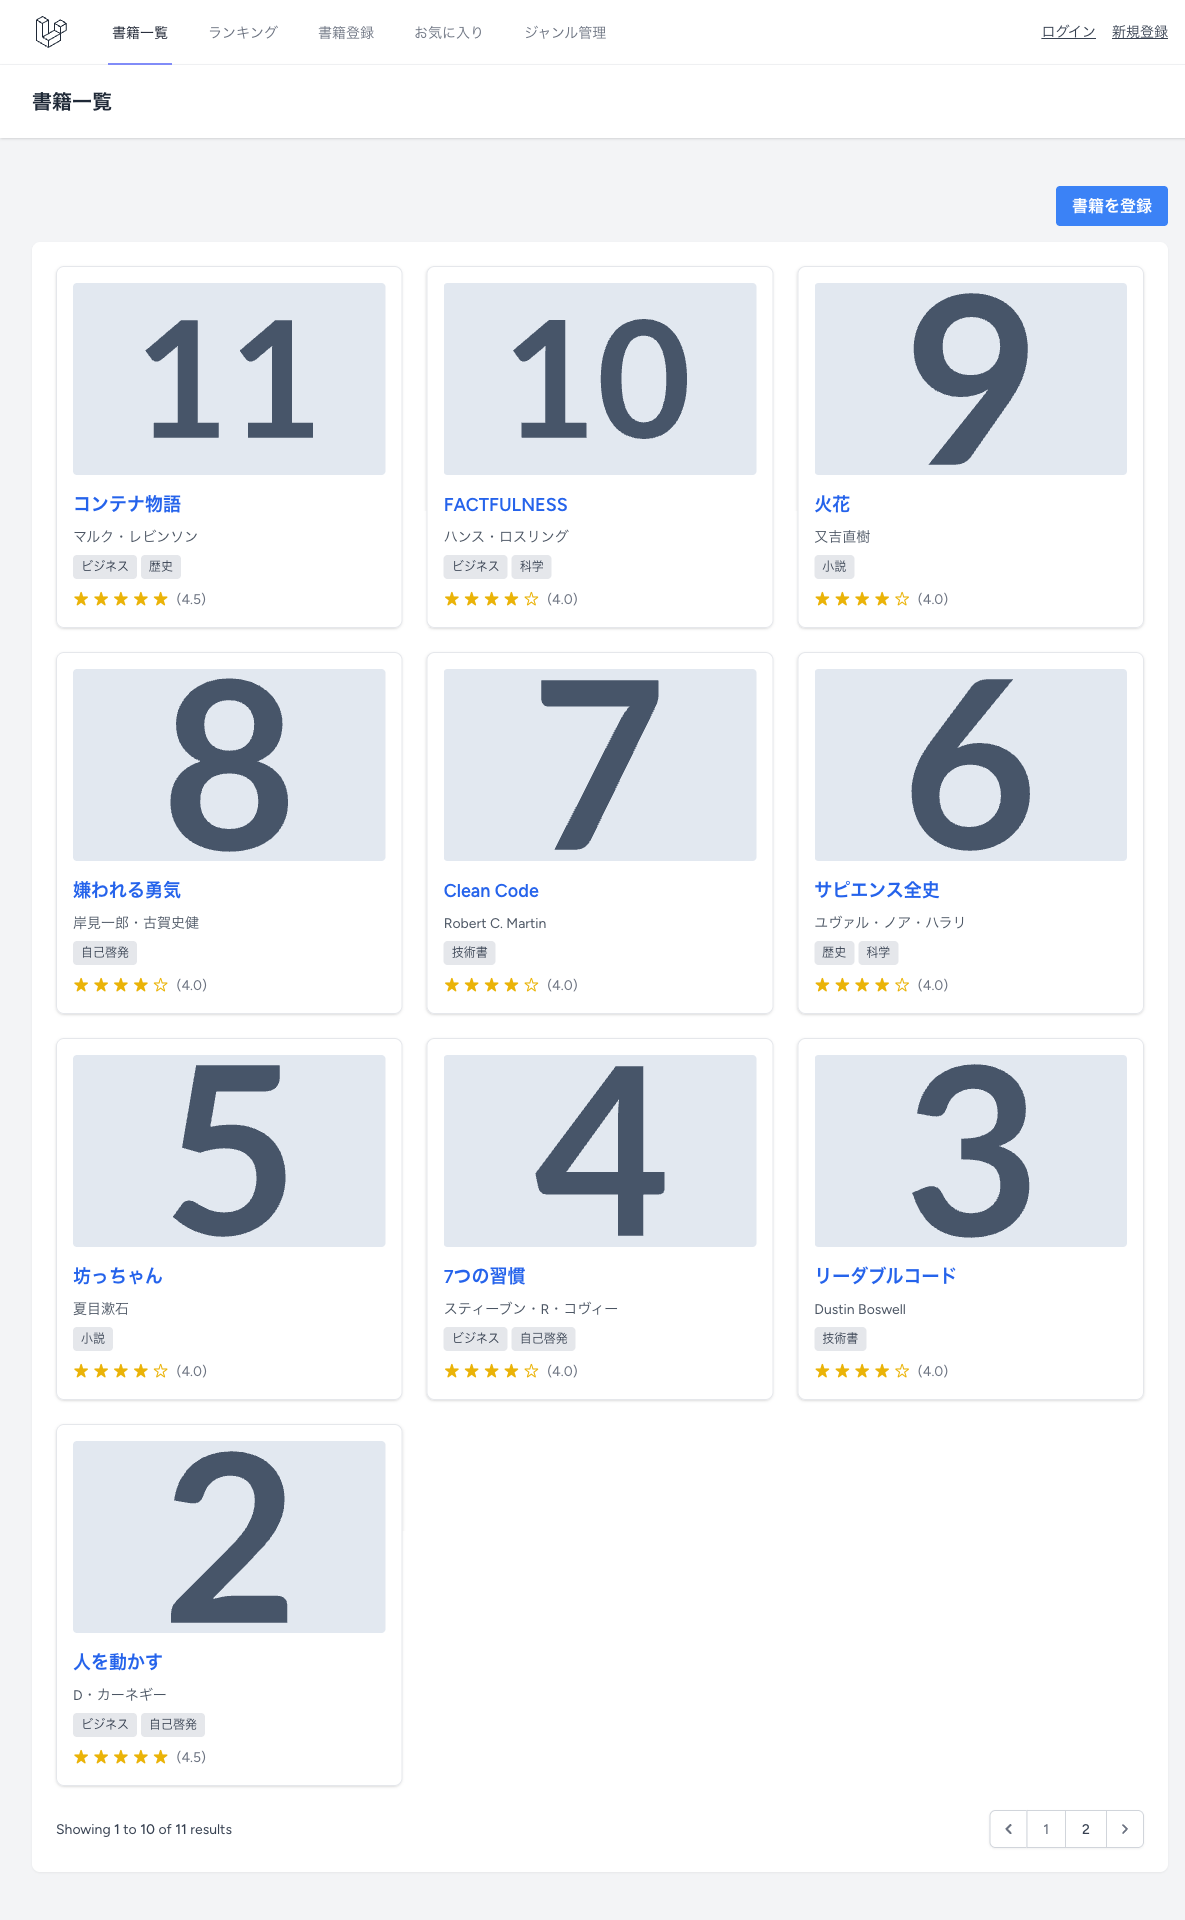 書籍一覧 ランキング 書籍登録 お気に入り ジャンル管理 ログイン 新規登録
書籍一覧
書籍を登録
11 10 9
コンテナ物語 FACTFULNESS 火花
マルク・レビンソン ハンス・ロスリング 又吉直樹
ビジネス 歴史 ビジネス 科学 小説
★★★★★ (4.5) ★★★★☆ (4.0) ★★★★☆ (4.0)
8 7 6
嫌われる勇気 Clean Code サピエンス全史
岸見一郎・古賀史健 Robert C. Martin ユヴァル・ノア・ハラリ
自己啓発 技術書 歴史 科学
★★★★☆ (4.0) ★★★★☆ (4.0) ★★★★☆ (4.0)
5 4 3
坊っちゃん 7つの習慣 リーダブルコード
夏目漱石 スティーブン・R・コヴィー Dustin Boswell
小説 ビジネス 自己啓発 技術書
★★★★☆ (4.0) ★★★★☆ (4.0) ★★★★☆ (4.0)
2
人を動かす
D・カーネギー
ビジネス 自己啓発
★★★★★ (4.5)
Showing 1 to 10 of 11 results 1 2